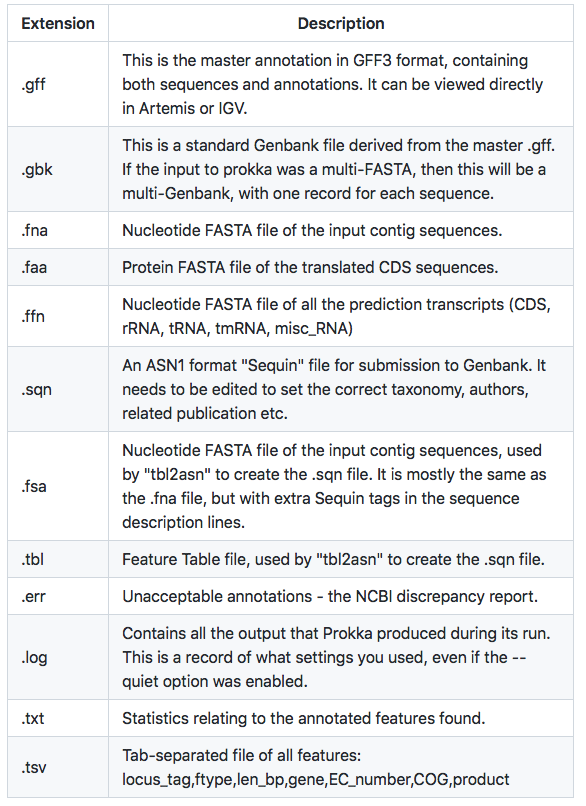 Extension Description
.gff This is the master annotation in GFF3 format, containing
both sequences and annotations. It can be viewed directly
in Artemis or IGV.
.gbk This is a standard Genbank file derived from the master .gff.
If the input to prokka was a multi-FASTA, then this will be a
multi-Genbank, with one record for each sequence.
.fna Nucleotide FASTA file of the input contig sequences.
.faa Protein FASTA file of the translated CDS sequences.
.ffn Nucleotide FASTA file of all the prediction transcripts (CDS,
rRNA, tRNA, tmRNA, misc_RNA)
.sqn An ASN1 format "Sequin" file for submission to Genbank. It
needs to be edited to set the correct taxonomy, authors,
related publication etc.
.fsa Nucleotide FASTA file of the input contig sequences, used
by "tbl2asn" to create the .sqn file. It is mostly the same as
the .fna file, but with extra Sequin tags in the sequence
description lines.
.tbl Feature Table file, used by "tbl2asn" to create the .sqn file.
.err Unacceptable annotations - the NCBI discrepancy report.
.log Contains all the output that Prokka produced during its run.
This is a record of what settings you used, even if the --
quiet option was enabled.
.txt Statistics relating to the annotated features found.
.tsv Tab-separated file of all features:
locus_tag,ftype,len_bp,gene,EC_number,COG,product